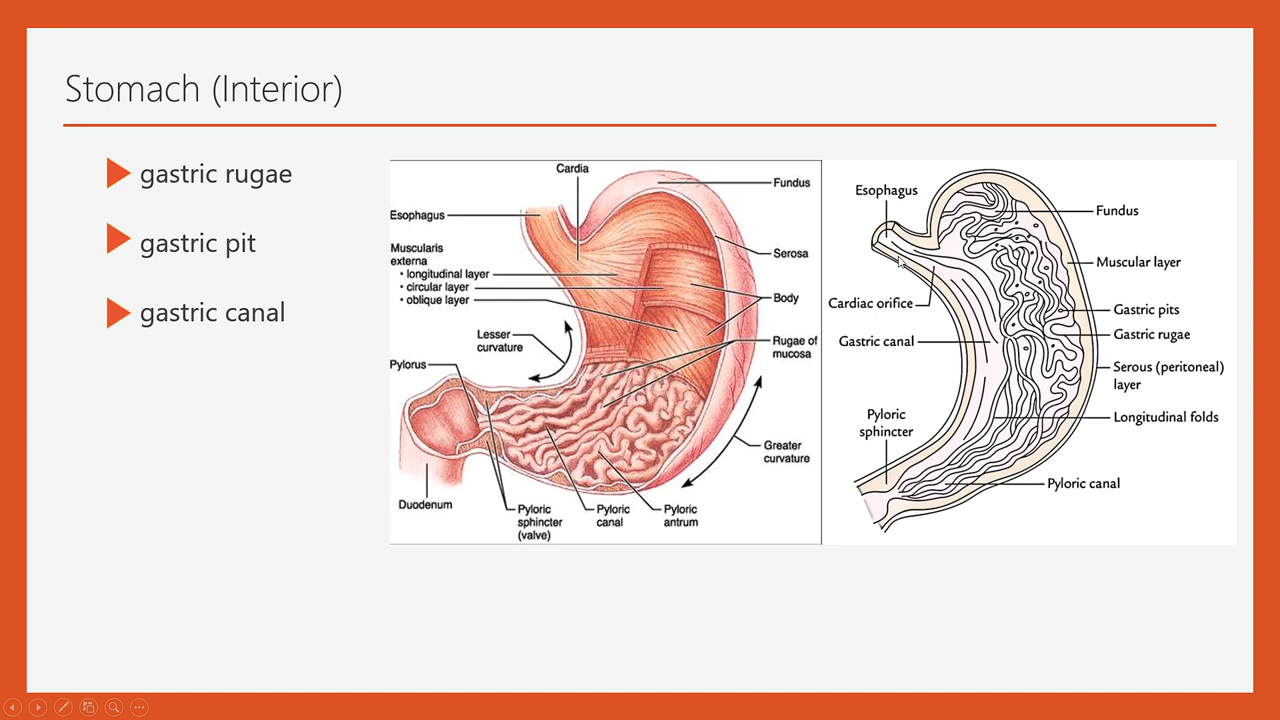 Stomach (Interior)
gastric rugae
gastric pit
gastric canal
Cardia
Fundus
Esophagus
Muscularis
externa
• longitudinal layer
• circular layer
• oblique layer
Serosa
Body
Lesser
curvature
Rugae of
mucosa
Pylorus
Greater
curvature
Duodenum
Pyloric
sphincter
(valve)
Pyloric
canal
Pyloric
antrum
Esophagus
Fundus
Muscular layer
Cardiac orifice
Gastric pits
Gastric canal
Gastric rugae
Serous (peritoneal)
layer
Pyloric
sphincter
Longitudinal folds
Pyloric canal